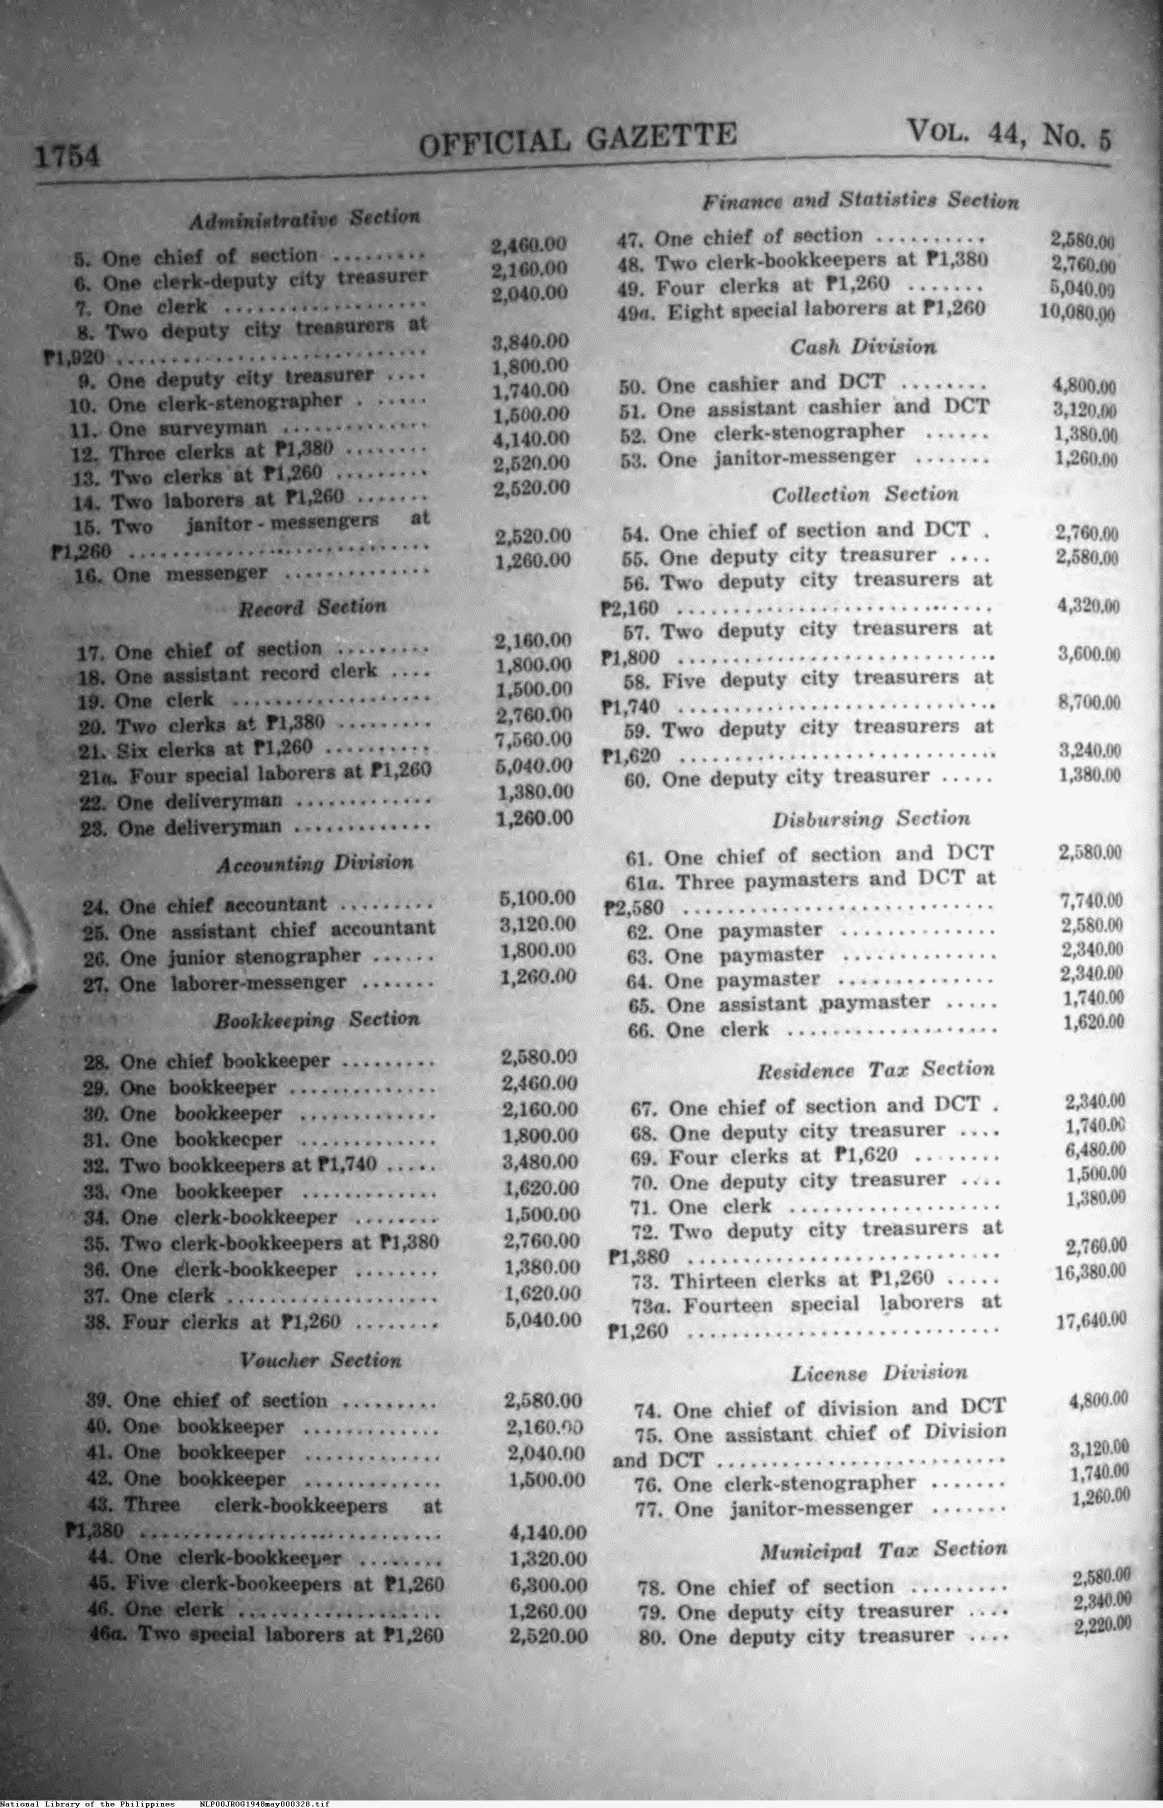 1754
OFFICIAL GAZETTE
VOL. 44, No. 5
Administrative Section
5. One chief of section ......... 2,460.00
6. One clerk-deputy city treasurer 2,160.00
7. One clerk .................. 2,040.00
8. Two deputy city treasurers at
₱1,920 ............................ 3,840.00
9. One deputy city treasurer .... 1,800.00
10. One clerk-stenographer . ..... 1,740.00
11. One surveyman .............. 1,500.00
12. Three clerks at ₱1,380 ........ 4,140.00
13. Two clerks at ₱1,260 ......... 2,520.00
14. Two laborers at ₱1,260 ....... 2,520.00
15. Two janitor-messengers at
₱1,260 ............................ 2,520.00
16. One messenger .............. 1,260.00
Record Section
17. One chief of section ......... 2,160.00
18. One assistant record clerk .... 1,800.00
19. One clerk .................. 1,500.00
20. Two clerks at ₱1,380 ......... 2,760.00
21. Six clerks at ₱1,260 .......... 7,560.00
21a. Four special laborers at ₱1,260 5,040.00
22. One deliveryman ............. 1,380.00
23. One deliveryman ............. 1,260.00
Accounting Division
24. One chief accountant ......... 5,100.00
25. One assistant chief accountant 3,120.00
26. One junior stenographer ...... 1,800.00
27. One laborer-messenger ....... 1,260.00
Bookkeeping Section
28. One chief bookkeeper ......... 2,580.00
29. One bookkeeper .............. 2,460.00
30. One bookkeeper ............. 2,160.00
31. One bookkeeper ............. 1,800.00
32. Two bookkeepers at ₱1,740 ..... 3,480.00
33. One bookkeeper ............. 1,620.00
34. One clerk-bookkeeper ........ 1,500.00
35. Two clerk-bookkeepers at ₱1,380 2,760.00
36. One clerk-bookkeeper ........ 1,380.00
37. One clerk .................... 1,620.00
38. Four clerks at ₱1,260 ........ 5,040.00
Voucher Section
39. One chief of section ......... 2,580.00
40. One bookkeeper ............. 2,160.00
41. One bookkeeper ............. 2,040.00
42. One bookkeeper ............. 1,500.00
43. Three clerk-bookkeepers at
₱1,380 ............................ 4,140.00
44. One clerk-bookkeeper ........ 1,320.00
45. Five clerk-bookeepers at ₱1,260 6,300.00
46. One clerk ................... 1,260.00
46a. Two special laborers at ₱1,260 2,520.00
Finance and Statistics Section
47. One chief of section .......... 2,580.00
48. Two clerk-bookkeepers at ₱1,380 2,760.00
49. Four clerks at ₱1,260 ....... 5,040.00
49a. Eight special laborers at ₱1,260 10,080.00
Cash Division
50. One cashier and DCT ........ 4,800.00
51. One assistant cashier and DCT 3,120.00
52. One clerk-stenographer ...... 1,380.00
53. One janitor-messenger ....... 1,260.00
Collection Section
54. One chief of section and DCT . 2,760.00
55. One deputy city treasurer .... 2,580.00
56. Two deputy city treasurers at
₱2,160 ............................ 4,320.00
57. Two deputy city treasurers at
₱1,800 ............................ 3,600.00
58. Five deputy city treasurers at
₱1,740 ............................ 8,700.00
59. Two deputy city treasurers at
₱1,620 ............................ 3,240.00
60. One deputy city treasurer ..... 1,380.00
Disbursing Section
61. One chief of section and DCT 2,580.00
61a. Three paymasters and DCT at
₱2,580 ............................ 7,740.00
62. One paymaster .............. 2,580.00
63. One paymaster .............. 2,340.00
64. One paymaster .............. 2,340.00
65. One assistant paymaster ..... 1,740.00
66. One clerk ................... 1,620.00
Residence Tax Section
67. One chief of section and DCT . 2,340.00
68. One deputy city treasurer .... 1,740.00
69. Four clerks at ₱1,620 ........ 6,480.00
70. One deputy city treasurer .... 1,500.00
71. One clerk ................... 1,380.00
72. Two deputy city treasurers at
₱1,380 ............................ 2,760.00
73. Thirteen clerks at ₱1,260 ..... 16,380.00
73a. Fourteen special laborers at
₱1,260 ............................ 17,640.00
License Division
74. One chief of division and DCT 4,800.00
75. One assistant chief of Division
and DCT .......................... 3,120.00
76. One clerk-stenographer ....... 1,740.00
77. One janitor-messenger ....... 1,260.00
Municipal Tax Section
78. One chief of section ......... 2,580.00
79. One deputy city treasurer .... 2,340.00
80. One deputy city treasurer .... 2,220.00
National Library of the Philippines NLP00JROG1948may000328.tif